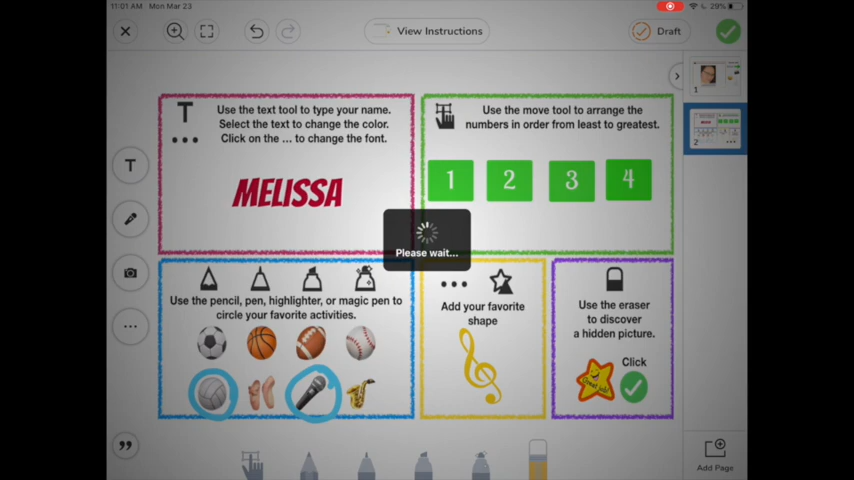 11:01 AM Mon Mar 23
29%
View Instructions
Draft
T
Use the text tool to type your name.
Select the text to change the color.
Click on the ... to change the font.
MELISSA
Use the move tool to arrange the
numbers in order from least to greatest.
1 2 3 4
Please wait...
Use the pencil, pen, highlighter, or magic pen to
circle your favorite activities.
Add your favorite
shape
Use the eraser
to discover
a hidden picture.
Great job!
Click
T
1
2
Add Page